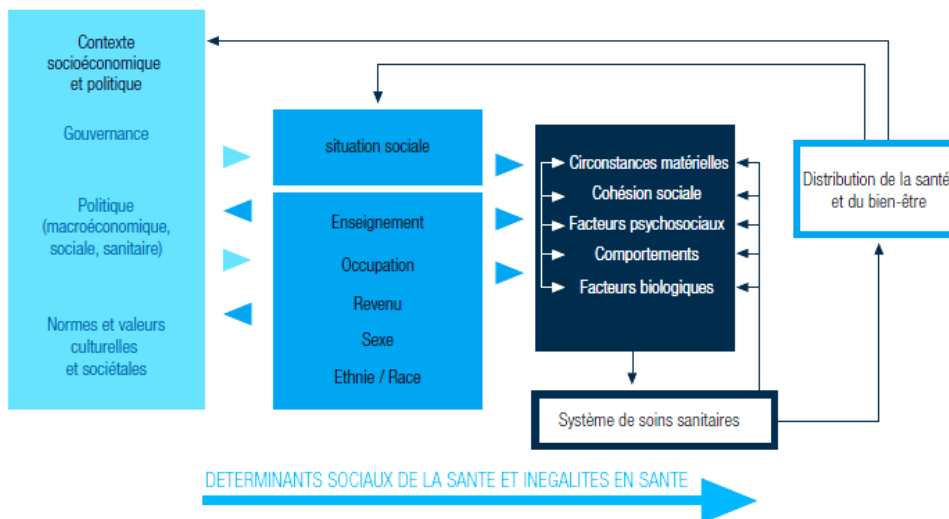 Contexte
socioéconomique
et politique
Gouvernance
Politique
(macroéconomique,
sociale, sanitaire)
Normes et valeurs
culturelles
et sociétales
situation sociale
Enseignement
Occupation
Revenu
Sexe
Ethnie / Race
Circonstances matérielles
Cohésion sociale
Facteurs psychosociaux
Comportements
Facteurs biologiques
Système de soins sanitaires
Distribution de la santé
et du bien-être
DETERMINANTS SOCIAUX DE LA SANTE ET INEGALITES EN SANTE